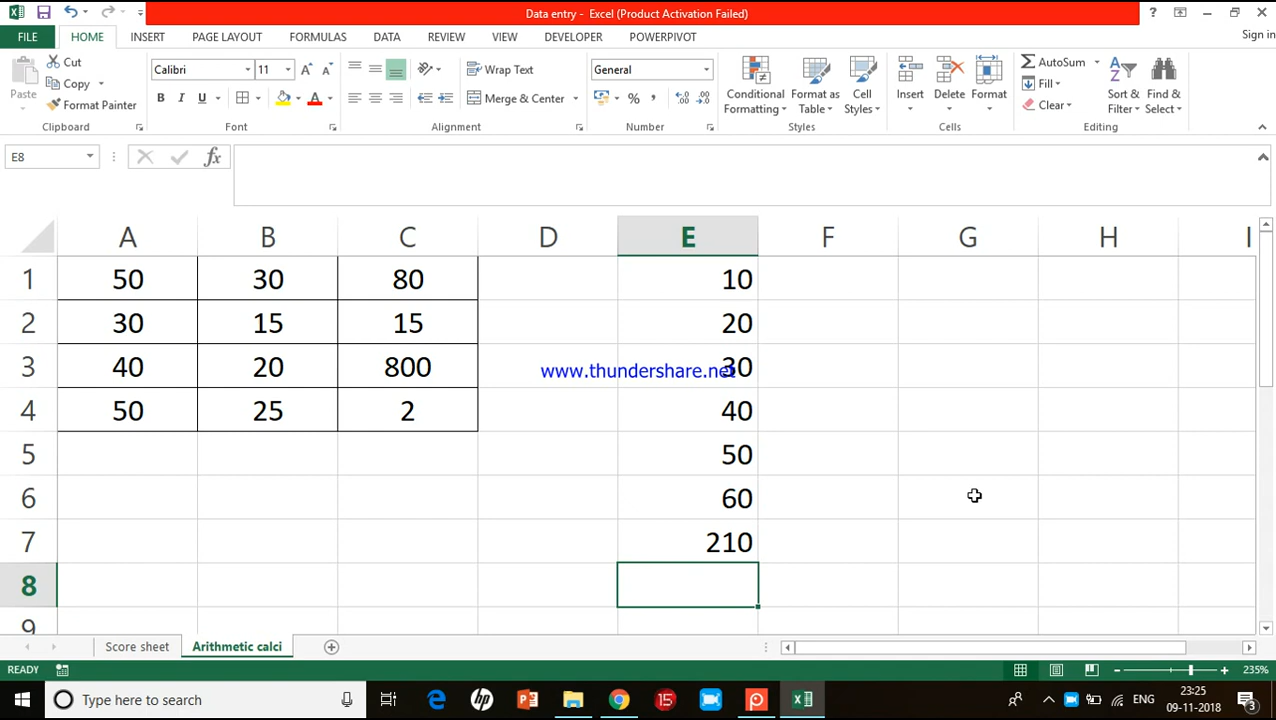 Data entry - Excel (Product Activation Failed)
FILE HOME INSERT PAGE LAYOUT FORMULAS DATA REVIEW VIEW DEVELOPER POWERPIVOT Sign in
Paste Cut Copy Format Painter
Calibri 11
B I U
Wrap Text
Merge & Center
General
Conditional Formatting
Format as Table
Cell Styles
Insert Delete Format
AutoSum
Fill
Clear
Sort & Filter
Find & Select
Clipboard Font Alignment Number Styles Cells Editing
E8 fx
A B C D E F G H I
1 50 30 80 10
2 30 15 15 20
3 40 20 800 30
www.thundershare.net
4 50 25 2 40
5 50
6 60
7 210
8
9
Score sheet Arithmetic calci
READY 235%
Type here to search
15
ENG
23:25
09-11-2018
3